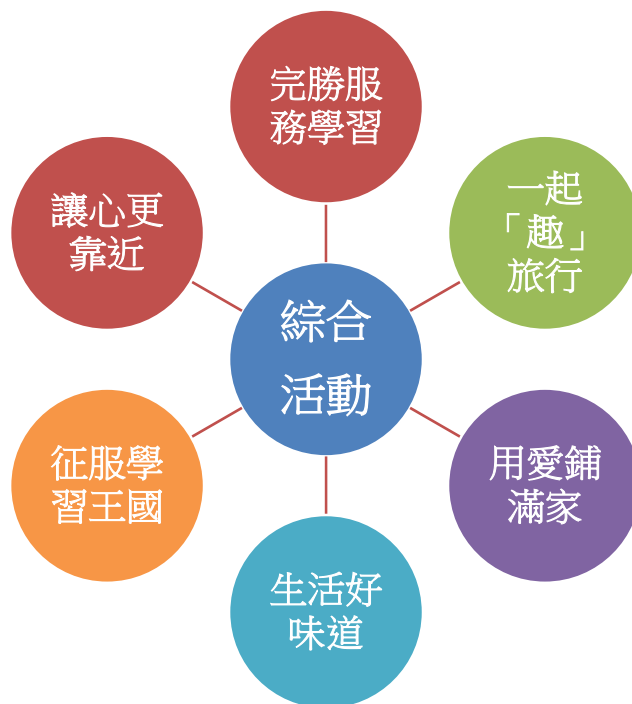 完勝服
務學習
一起
「趣」
旅行
用愛鋪
滿家
生活好
味道
征服學
習王國
讓心更
靠近
綜合
活動